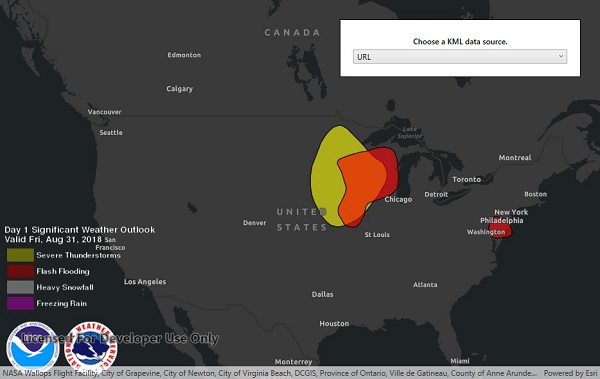 CANADA
Choose a KML data source.
URL
Edmonton
Calgary
Vancouver
Seattle
Lake Superior
Montreal
Toronto
Boston
Detroit
Chicago
New York
Philadelphia
Washington
UNITED STATES
Denver
St Louis
Day 1 Significant Weather Outlook
Valid Fri, Aug 31, 2018
San Francisco
Severe Thunderstorms
Flash Flooding
Heavy Snowfall
Freezing Rain
Los Angeles
Atlanta
Dallas
Houston
Monterrey
Miami
NOAA
NATIONAL WEATHER SERVICE
Licensed For Developer Use Only
NASA Wallops Flight Facility, City of Grapevine, City of Newton, City of Virginia Beach, DCGIS, Province of Ontario, Ville de Gatineau, County of Anne Arunde...
Powered by Esri